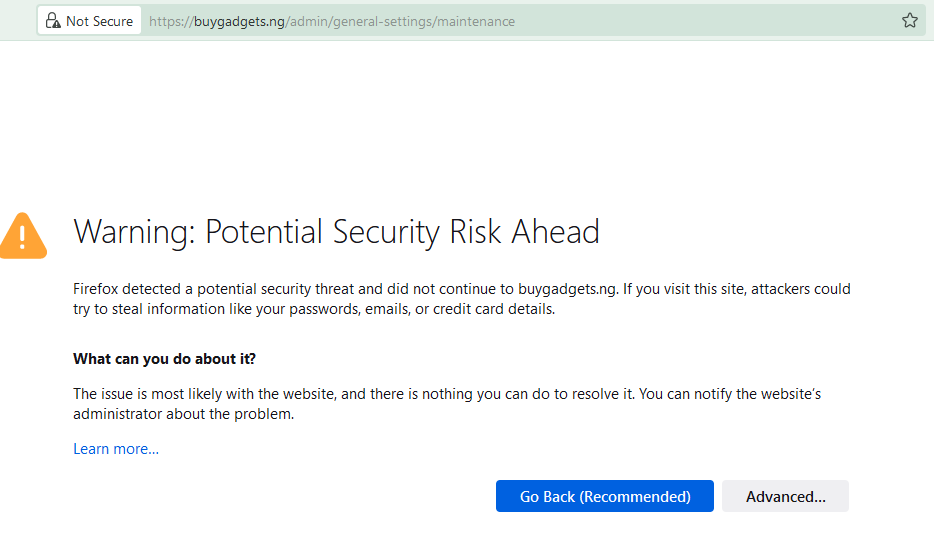 Not Secure https://buygadgets.ng/admin/general-settings/maintenance
Warning: Potential Security Risk Ahead
Firefox detected a potential security threat and did not continue to buygadgets.ng. If you visit this site, attackers could
try to steal information like your passwords, emails, or credit card details.
What can you do about it?
The issue is most likely with the website, and there is nothing you can do to resolve it. You can notify the website’s
administrator about the problem.
Learn more…
Go Back (Recommended) Advanced...